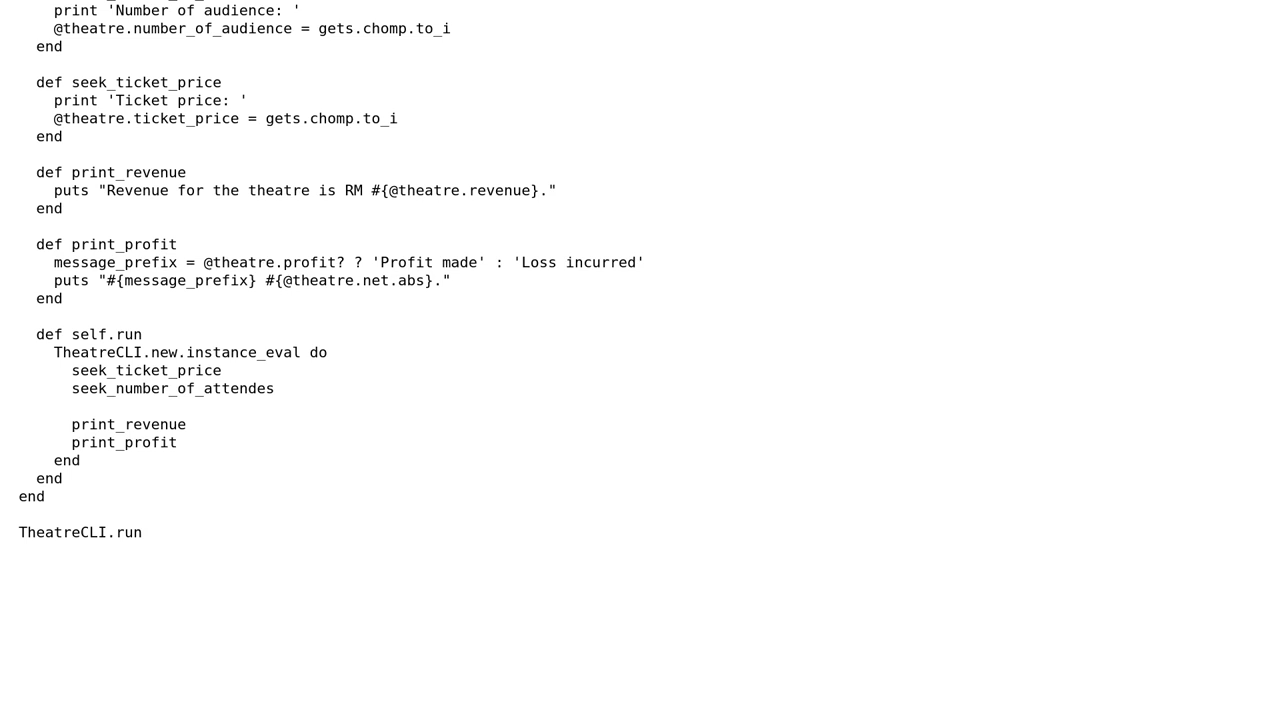 print 'Number of audience: '
@theatre.number_of_audience = gets.chomp.to_i
end
def seek_ticket_price
print 'Ticket price: '
@theatre.ticket_price = gets.chomp.to_i
end
def print_revenue
puts "Revenue for the theatre is RM #{@theatre.revenue}."
end
def print_profit
message_prefix = @theatre.profit? ? 'Profit made' : 'Loss incurred'
puts "#{message_prefix} #{@theatre.net.abs}."
end
def self.run
TheatreCLI.new.instance_eval do
seek_ticket_price
seek_number_of_attendes
print_revenue
print_profit
end
end
end
TheatreCLI.run